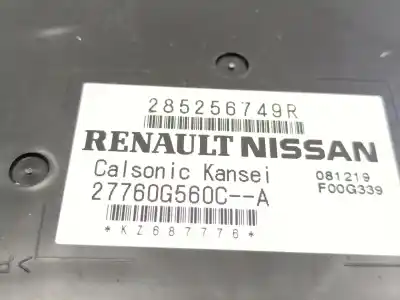 285256749R
RENAULT NISSAN
Calsonic Kansei 081219
27760G560C--A F00G339
*KZ687776*